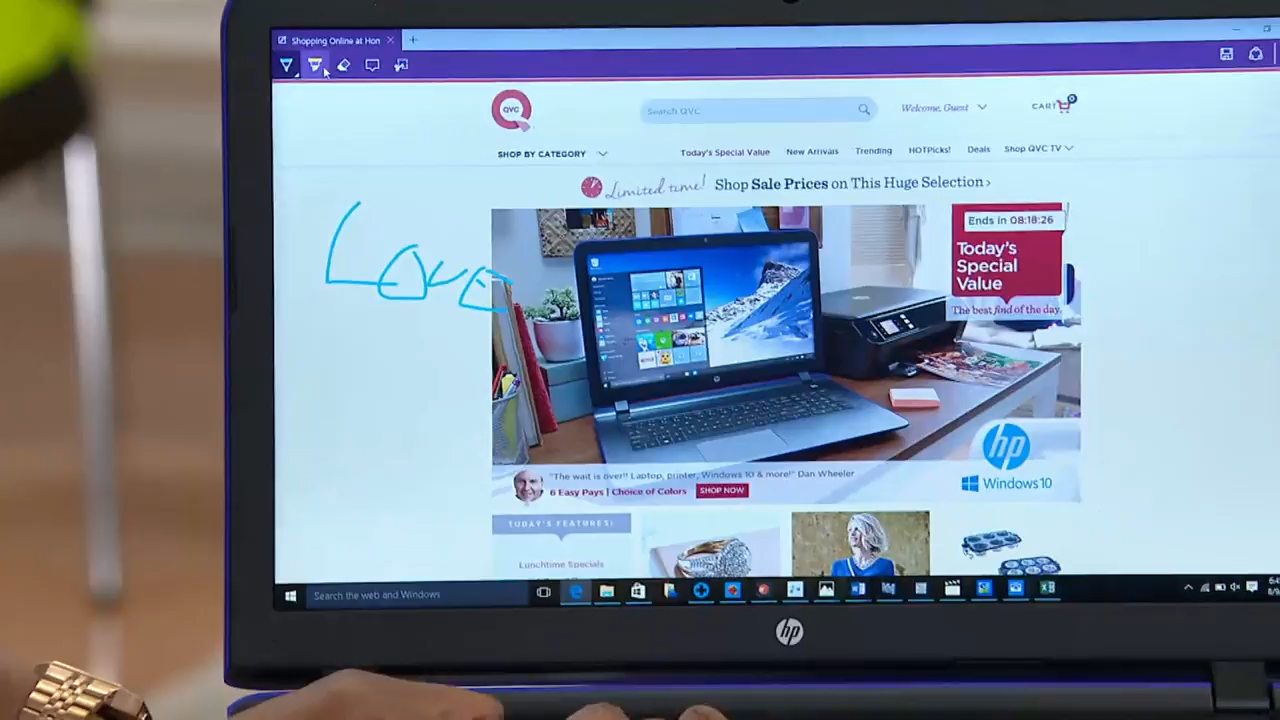 Shopping Online at Hom
QVC
Search QVC
Welcome, Guest
CART
0
SHOP BY CATEGORY
Today's Special Value
New Arrivals
Trending
HOTPicks!
Deals
Shop QVC TV
Limited time! Shop Sale Prices on This Huge Selection ›
Love
Ends in 08:18:26
Today's
Special
Value
The best find of the day.
hp
Windows 10
"The wait is over!! Laptop, printer, Windows 10 & more!" Dan Wheeler
6 Easy Pays | Choice of Colors
SHOP NOW
TODAY'S FEATURES:
Lunchtime Specials
Search the web and Windows
hp